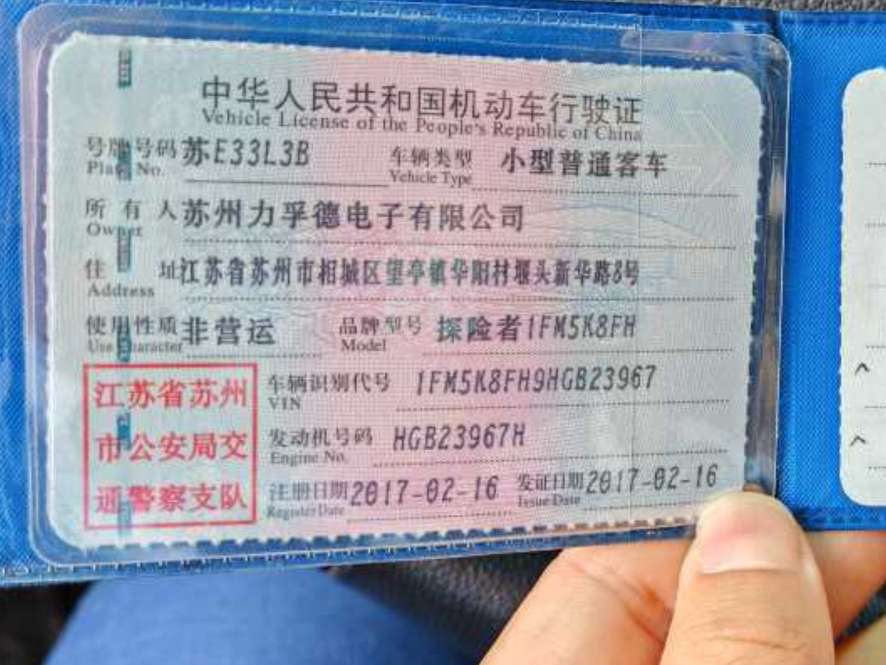 中华人民共和国机动车行驶证
Vehicle License of the People's Republic of China
号牌号码 苏E33L3B 车辆类型 小型普通客车
Plate No. Vehicle Type
所有人 苏州力孚德电子有限公司
Owner
住址 江苏省苏州市相城区望亭镇华阳村堰头新华路8号
Address
使用性质 非营运 品牌型号 探险者1FM5K8FH
Use Character Model
车辆识别代号 1FM5K8FH9HGB23967
VIN
发动机号码 HGB23967H
Engine No.
注册日期 2017-02-16 发证日期 2017-02-16
Register Date Issue Date
江苏省苏州
市公安局交
通警察支队